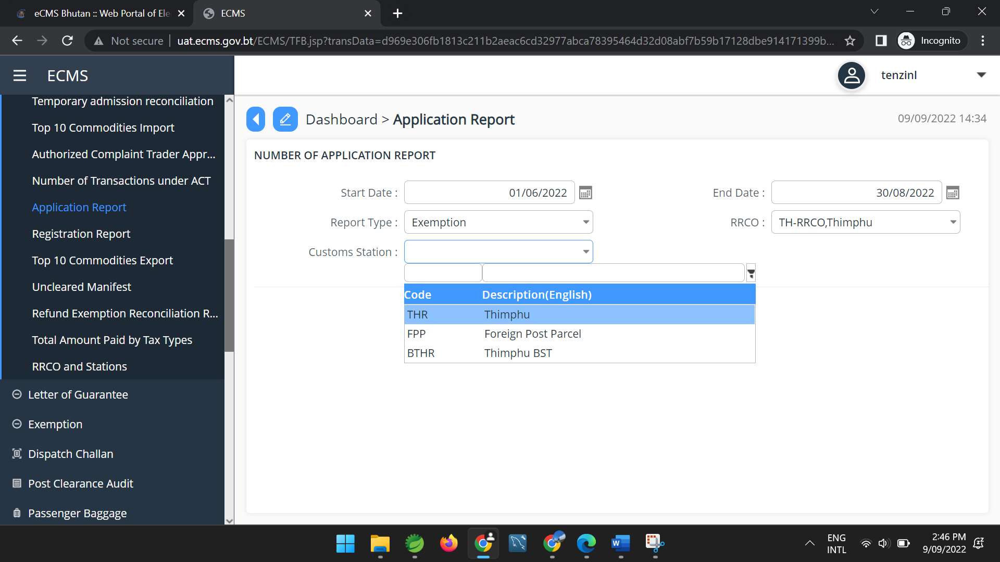 eCMS Bhutan :: Web Portal of Ele
ECMS
Not secure
uat.ecms.gov.bt/ECMS/TFB.jsp?transData=d969e306fb1813c211b2aeac6cd32977abca78395464d32d08abf7b59b17128dbe914171399b...
Incognito
ECMS
tenzinl
Temporary admission reconciliation
Top 10 Commodities Import
Authorized Complaint Trader Appr...
Number of Transactions under ACT
Application Report
Registration Report
Top 10 Commodities Export
Uncleared Manifest
Refund Exemption Reconciliation R...
Total Amount Paid by Tax Types
RRCO and Stations
Letter of Guarantee
Exemption
Dispatch Challan
Post Clearance Audit
Passenger Baggage
Dashboard > Application Report
09/09/2022 14:34
NUMBER OF APPLICATION REPORT
Start Date : 01/06/2022
End Date : 30/08/2022
Report Type : Exemption
RRCO : TH-RRCO,Thimphu
Customs Station :
Code Description(English)
THR Thimphu
FPP Foreign Post Parcel
BTHR Thimphu BST
ENG
INTL
2:46 PM
9/09/2022